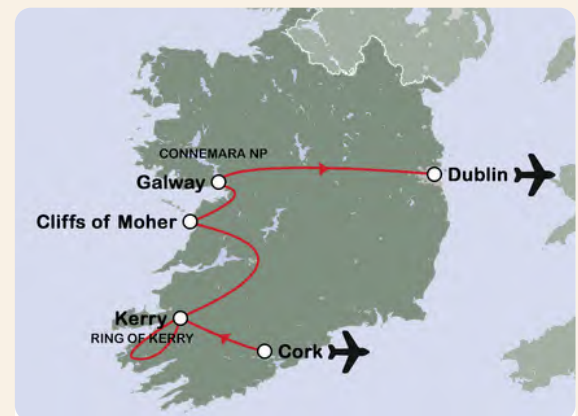 CONNEMARA NP
Galway
Dublin
Cliffs of Moher
Kerry
RING OF KERRY
Cork